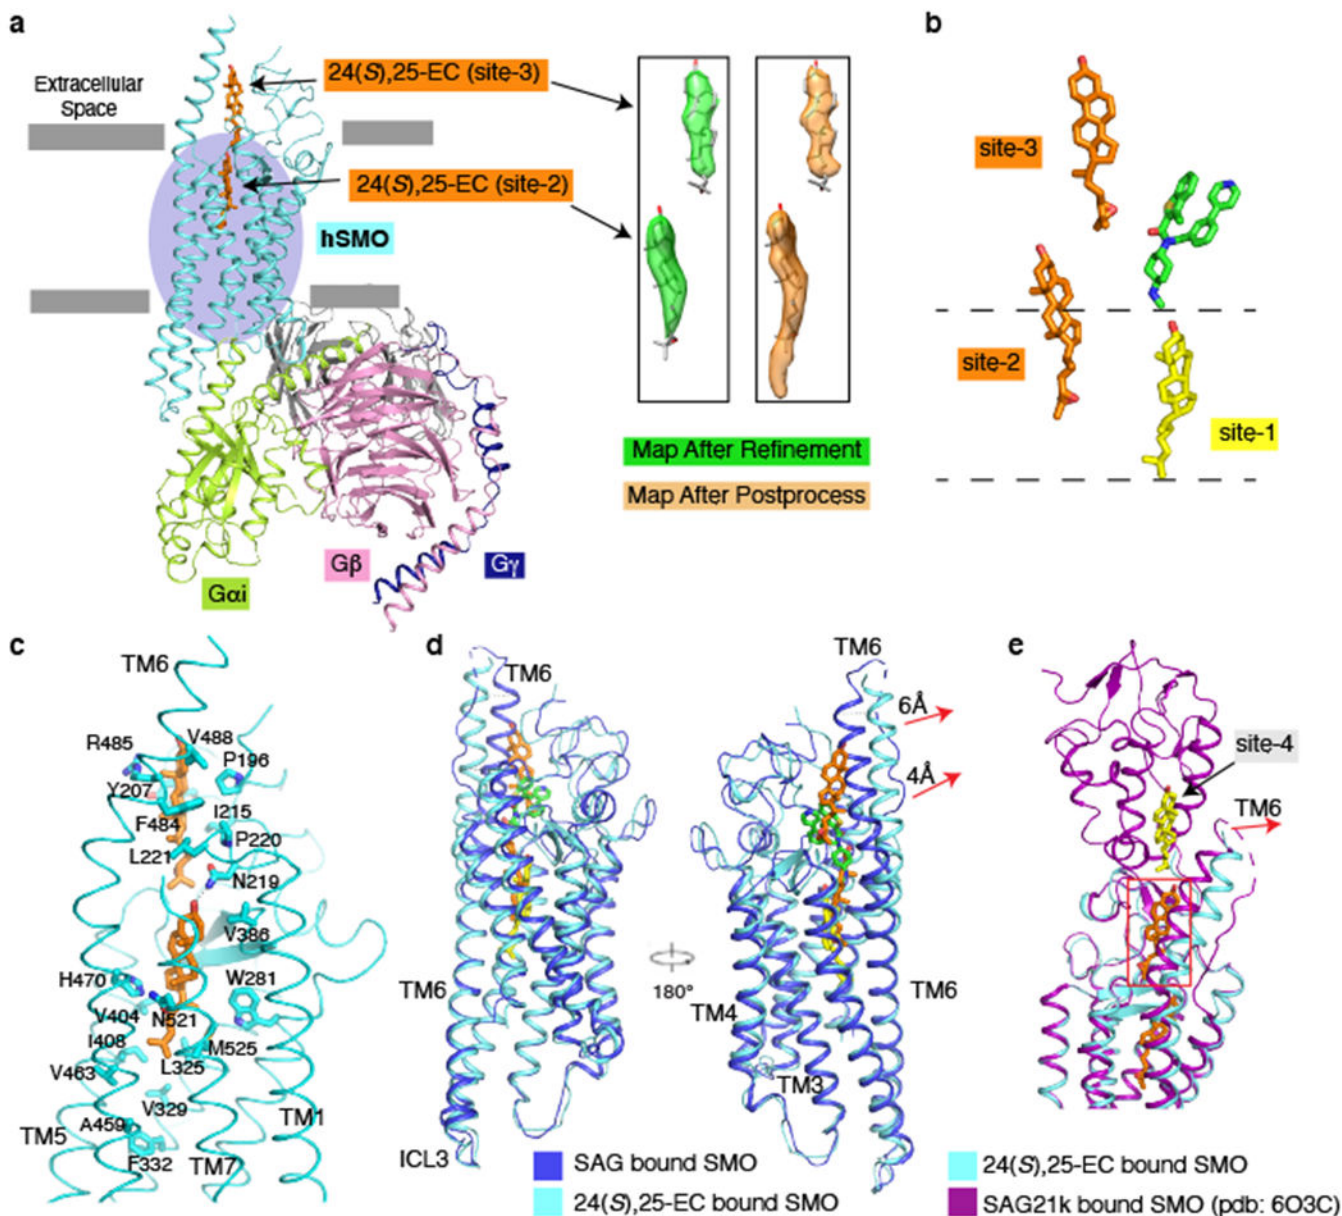 a
Extracellular
Space
24(S),25-EC (site-3)
24(S),25-EC (site-2)
hSMO
Map After Refinement
Map After Postprocess
Gαi
Gβ
Gγ
b
site-3
site-2
site-1
c
TM6
R485
V488
P196
Y207
I215
F484
P220
L221
N219
V386
H470
W281
V404
N521
I408
M525
L325
V463
V329
A459
TM1
TM5
F332
TM7
d
TM6
TM6
6Å
4Å
TM6
180°
TM6
TM4
TM3
ICL3
SAG bound SMO
24(S),25-EC bound SMO
e
site-4
TM6
24(S),25-EC bound SMO
SAG21k bound SMO (pdb: 6O3C)